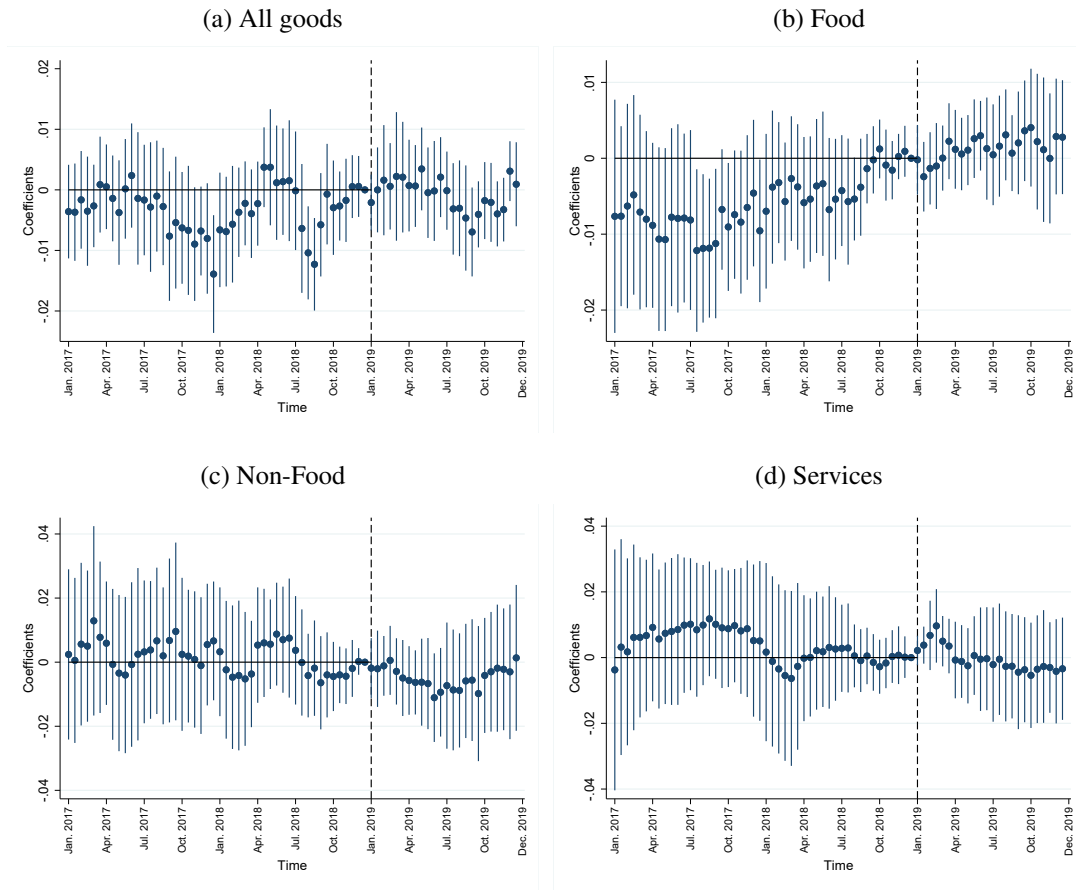 (a) All goods
Coefficients
.02
.01
0
-.01
-.02
Jan. 2017
Apr. 2017
Jul. 2017
Oct. 2017
Jan. 2018
Apr. 2018
Jul. 2018
Oct. 2018
Jan. 2019
Apr. 2019
Jul. 2019
Oct. 2019
Dec. 2019
Time
(b) Food
Coefficients
.01
0
-.01
-.02
Jan. 2017
Apr. 2017
Jul. 2017
Oct. 2017
Jan. 2018
Apr. 2018
Jul. 2018
Oct. 2018
Jan. 2019
Apr. 2019
Jul. 2019
Oct. 2019
Dec. 2019
Time
(c) Non-Food
Coefficients
.04
.02
0
-.02
-.04
Jan. 2017
Apr. 2017
Jul. 2017
Oct. 2017
Jan. 2018
Apr. 2018
Jul. 2018
Oct. 2018
Jan. 2019
Apr. 2019
Jul. 2019
Oct. 2019
Dec. 2019
Time
(d) Services
Coefficients
.04
.02
0
-.02
-.04
Jan. 2017
Apr. 2017
Jul. 2017
Oct. 2017
Jan. 2018
Apr. 2018
Jul. 2018
Oct. 2018
Jan. 2019
Apr. 2019
Jul. 2019
Oct. 2019
Dec. 2019
Time